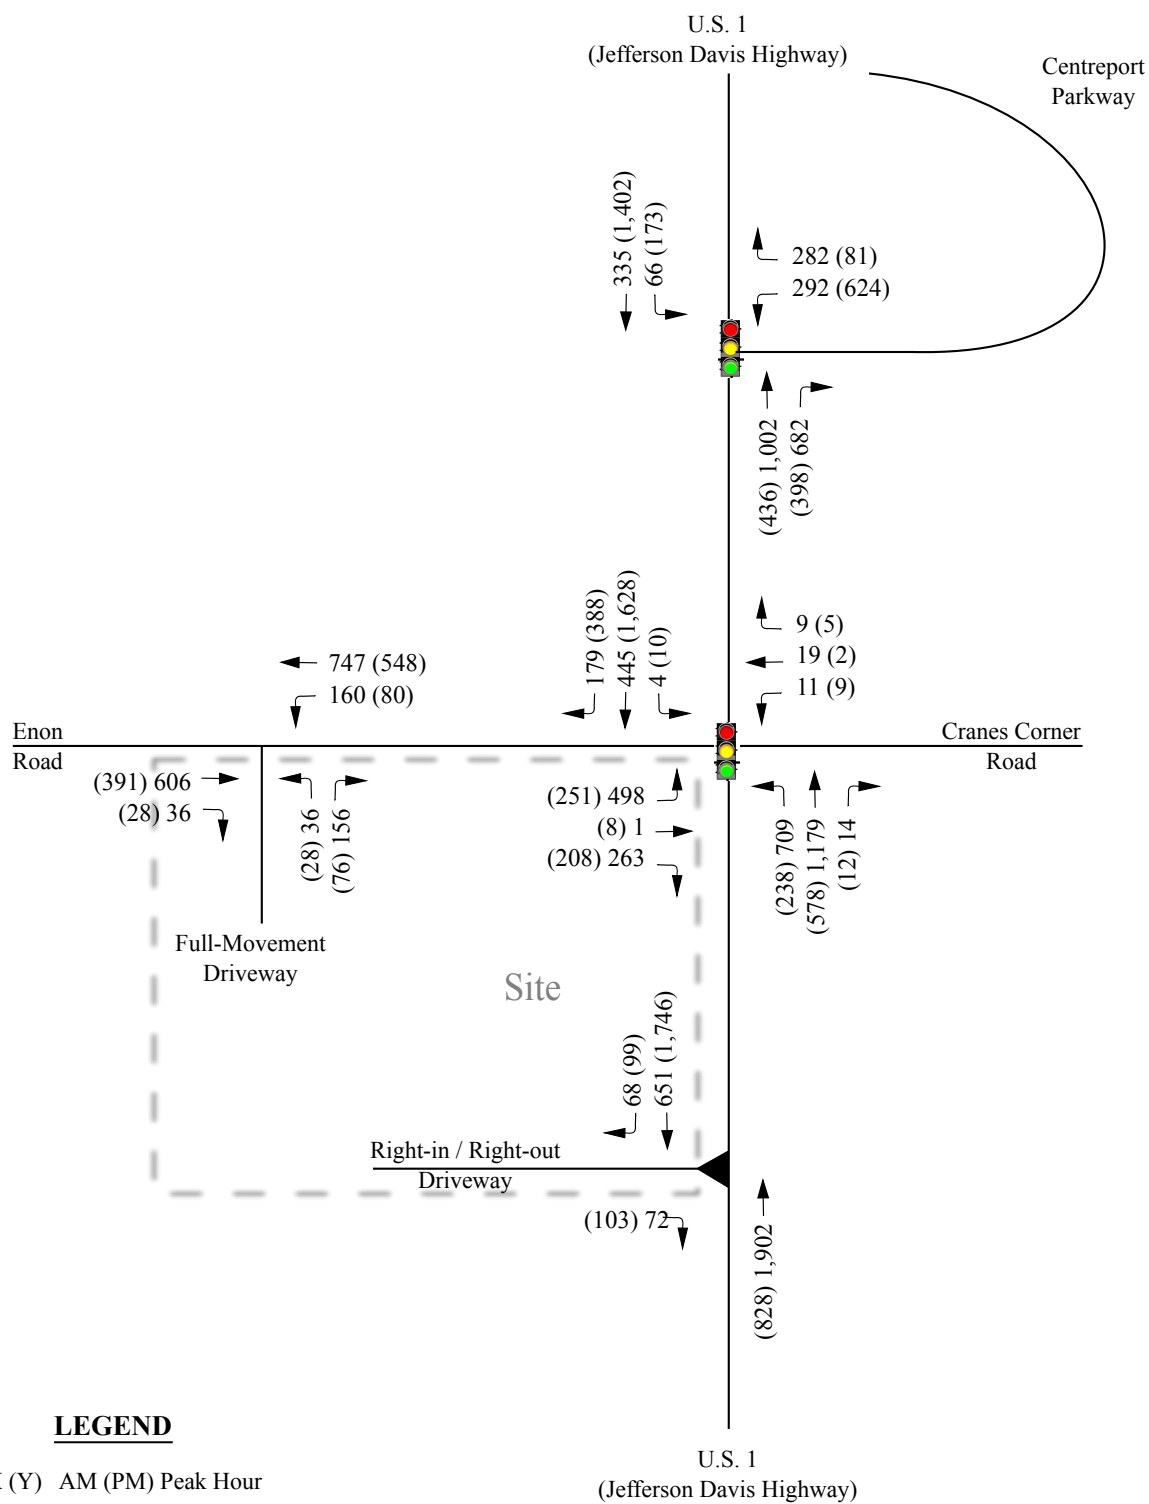 U.S. 1
(Jefferson Davis Highway)
Centreport
Parkway
335 (1,402)
66 (173)
282 (81)
292 (624)
(436) 1,002
(398) 682
179 (388)
445 (1,628)
4 (10)
9 (5)
19 (2)
11 (9)
747 (548)
160 (80)
Enon
Road
Cranes Corner
Road
(391) 606
(28) 36
(28) 36
(76) 156
(251) 498
(8) 1
(208) 263
(238) 709
(578) 1,179
(12) 14
Full-Movement
Driveway
Site
68 (99)
651 (1,746)
Right-in / Right-out
Driveway
(103) 72
(828) 1,902
LEGEND
(Y) AM (PM) Peak Hour
U.S. 1
(Jefferson Davis Highway)